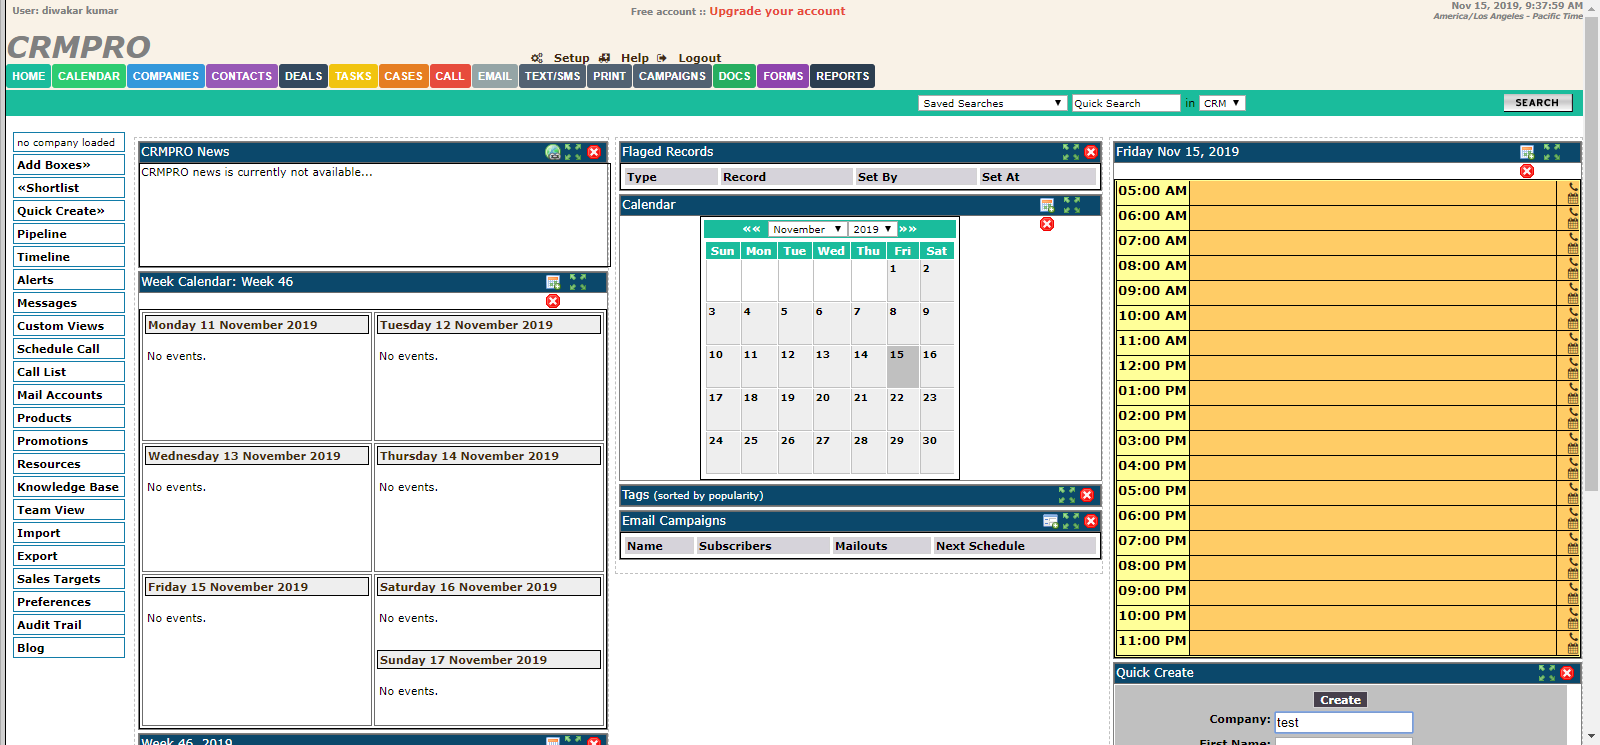 User: diwakar kumar
Free account :: Upgrade your account
Nov 15, 2019, 9:37:59 AM
America/Los Angeles - Pacific Time
CRMPRO
Setup Help Logout
HOME CALENDAR COMPANIES CONTACTS DEALS TASKS CASES CALL EMAIL TEXT/SMS PRINT CAMPAIGNS DOCS FORMS REPORTS
Saved Searches Quick Search in CRM SEARCH
no company loaded
Add Boxes»
«Shortlist
Quick Create»
Pipeline
Timeline
Alerts
Messages
Custom Views
Schedule Call
Call List
Mail Accounts
Products
Promotions
Resources
Knowledge Base
Team View
Import
Export
Sales Targets
Preferences
Audit Trail
Blog
CRMPRO News
CRMPRO news is currently not available...
Week Calendar: Week 46
Monday 11 November 2019
No events.
Tuesday 12 November 2019
No events.
Wednesday 13 November 2019
No events.
Thursday 14 November 2019
No events.
Friday 15 November 2019
No events.
Saturday 16 November 2019
No events.
Sunday 17 November 2019
No events.
Week 46, 2019
Flaged Records
Type Record Set By Set At
Calendar
«« November 2019 »»
Sun Mon Tue Wed Thu Fri Sat
1 2
3 4 5 6 7 8 9
10 11 12 13 14 15 16
17 18 19 20 21 22 23
24 25 26 27 28 29 30
Tags (sorted by popularity)
Email Campaigns
Name Subscribers Mailouts Next Schedule
Friday Nov 15, 2019
05:00 AM
06:00 AM
07:00 AM
08:00 AM
09:00 AM
10:00 AM
11:00 AM
12:00 PM
01:00 PM
02:00 PM
03:00 PM
04:00 PM
05:00 PM
06:00 PM
07:00 PM
08:00 PM
09:00 PM
10:00 PM
11:00 PM
Quick Create
Create
Company: test
First Name: